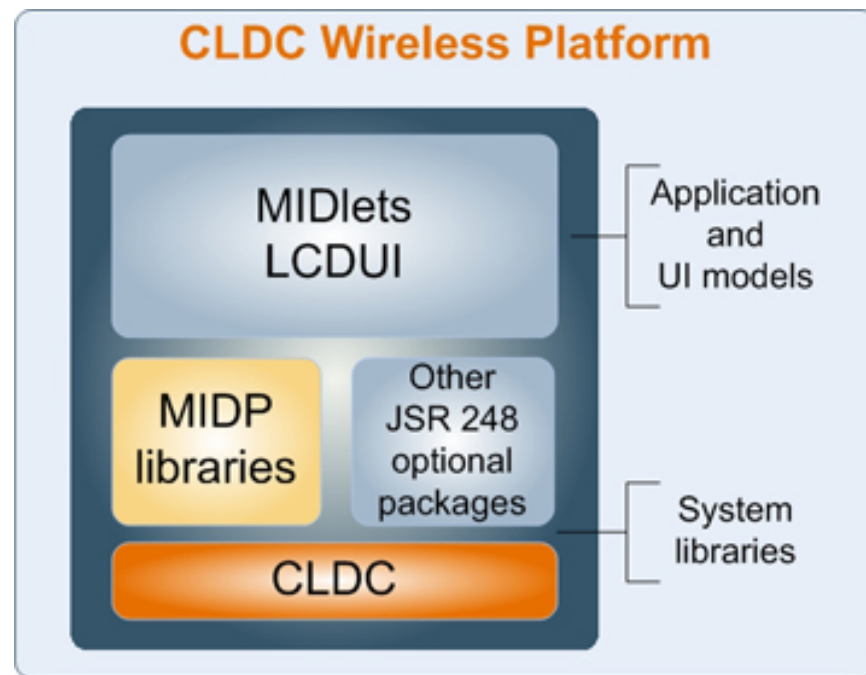 CLDC Wireless Platform
MIDlets
LCDUI
Application
and
UI models
MIDP
libraries
Other
JSR 248
optional
packages
System
libraries
CLDC